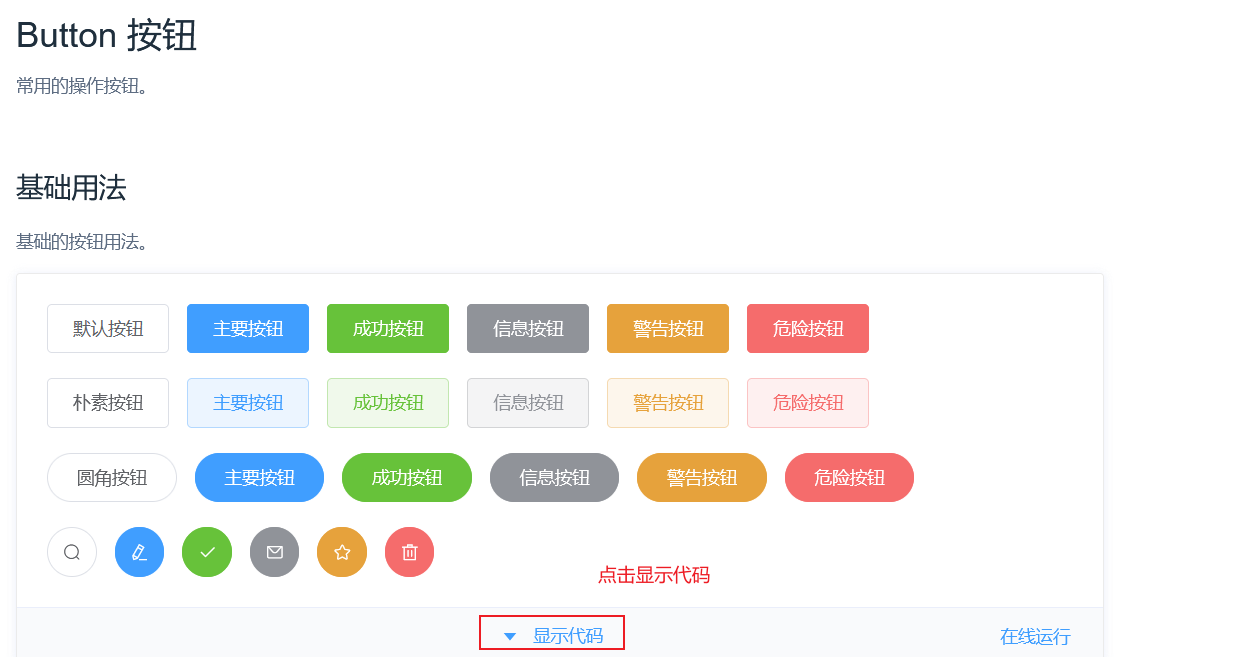 Button 按钮
常用的操作按钮。
基础用法
基础的按钮用法。
默认按钮 主要按钮 成功按钮 信息按钮 警告按钮 危险按钮
朴素按钮 主要按钮 成功按钮 信息按钮 警告按钮 危险按钮
圆角按钮 主要按钮 成功按钮 信息按钮 警告按钮 危险按钮
点击显示代码
显示代码 在线运行